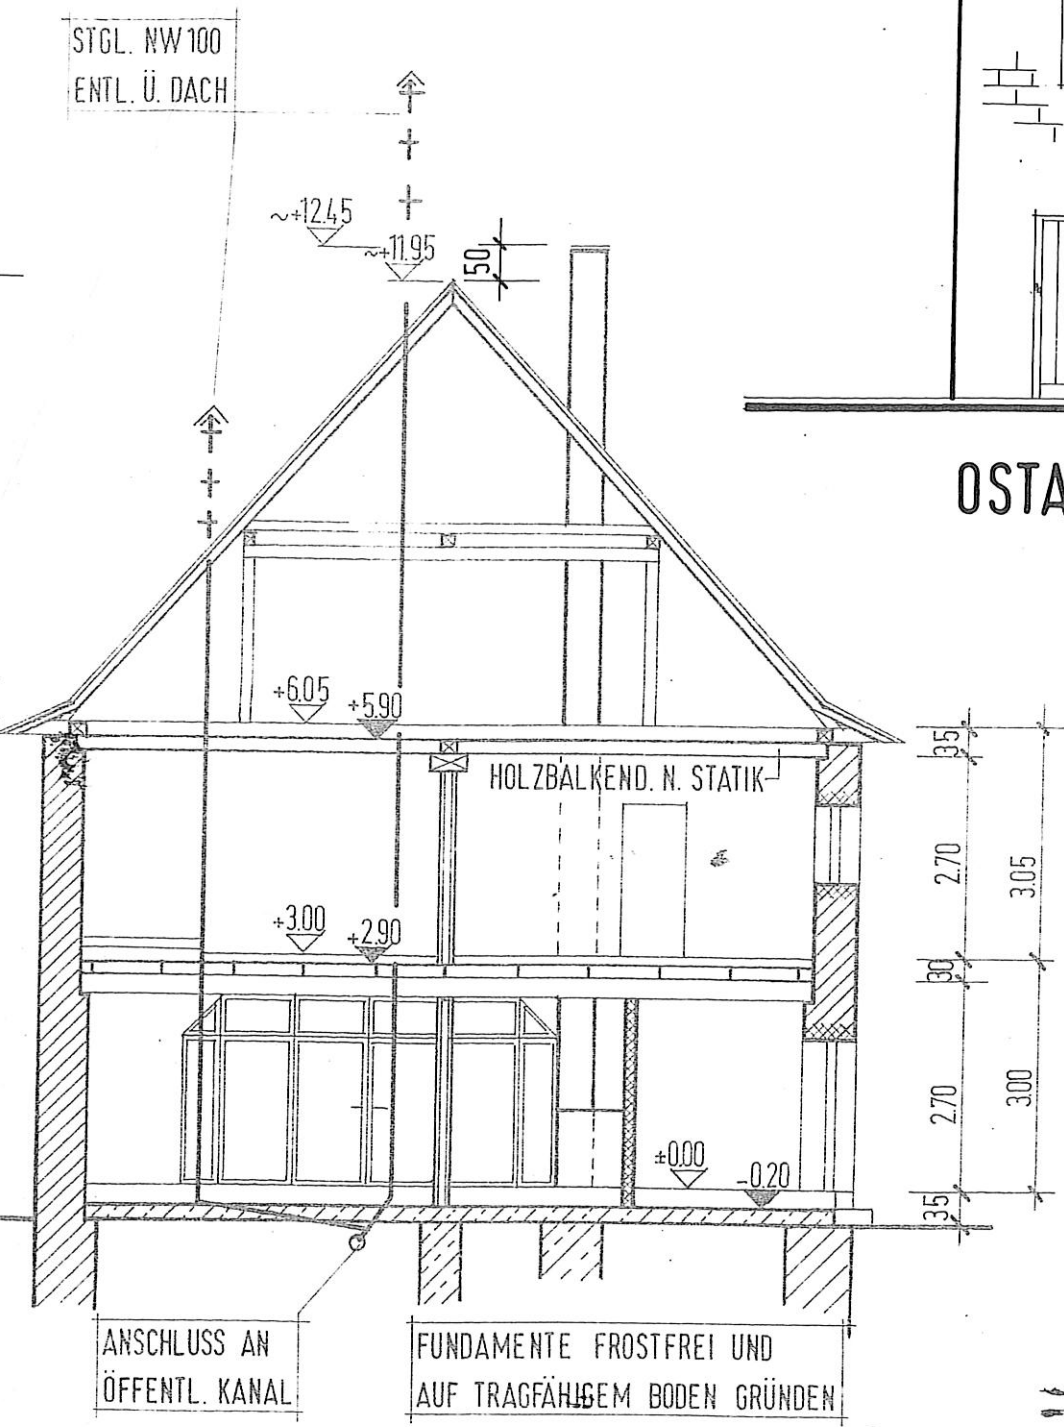 STGL. NW 100
ENTL. Ü. DACH
~+12.45
~+11.95
50
OSTA
+6.05
+5.90
HOLZBALKEND. N. STATIK
35
2.70
3.05
+3.00
+2.90
30
2.70
3.00
±0.00
-0.20
35
ANSCHLUSS AN
ÖFFENTL. KANAL
FUNDAMENTE FROSTFREI UND
AUF TRAGFÄHIGEM BODEN GRÜNDEN